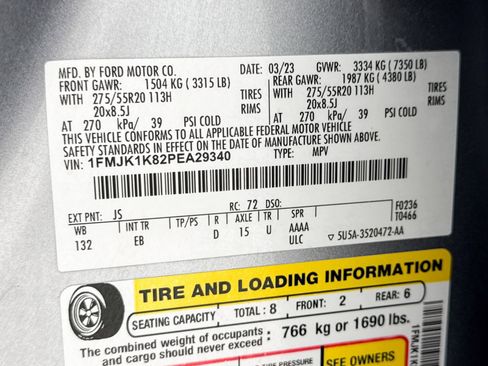 MFD. BY FORD MOTOR CO. DATE: 03/23 GVWR: 3334 KG ( 7350 LB)
FRONT GAWR: 1504 KG ( 3315 LB) REAR GAWR: 1987 KG ( 4380 LB)
WITH 275/55R20 113H TIRES WITH 275/55R20 113H TIRES
20x8.5J RIMS 20x8.5J RIMS
AT 270 kPa/ 39 PSI COLD AT 270 kPa/ 39 PSI COLD
THIS VEHICLE CONFORMS TO ALL APPLICABLE FEDERAL MOTOR VEHICLE
SAFETY STANDARDS IN EFFECT ON THE DATE OF MANUFACTURE SHOWN ABOVE.
VIN: 1FMJK1K82PEA29340 TYPE: MPV
EXT PNT: JS RC: 72 DSO: F0236
WB INT TR TP/PS R AXLE TR SPR T0466
132 EB D 15 U AAAA
ULC ▽ 5U5A-3520472-AA
TIRE AND LOADING INFORMATION
SEATING CAPACITY TOTAL: 8 FRONT: 2 REAR: 6
The combined weight of occupants and cargo should never exceed : 766 kg or 1690 lbs.
TIRE PRESSURE
SEE OWNERS